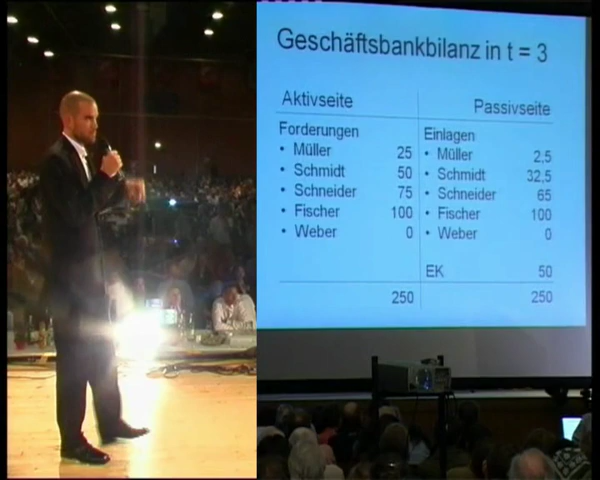 Geschäftsbankbilanz in t = 3
Aktivseite Passivseite
Forderungen Einlagen
• Müller 25 • Müller 2,5
• Schmidt 50 • Schmidt 32,5
• Schneider 75 • Schneider 65
• Fischer 100 • Fischer 100
• Weber 0 • Weber 0
EK 50
250 250